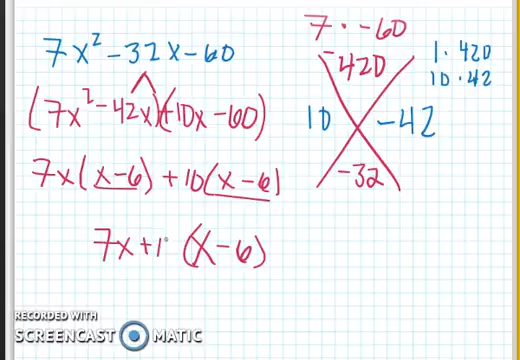 7x² - 32x - 60
(7x² - 42x)(+10x - 60)
7x(x - 6) + 10(x - 6)
7x + 1 (x - 6)
7 · -60
-420
10
-42
-32
1 · 420
10 · 42
RECORDED WITH
SCREENCAST MATIC